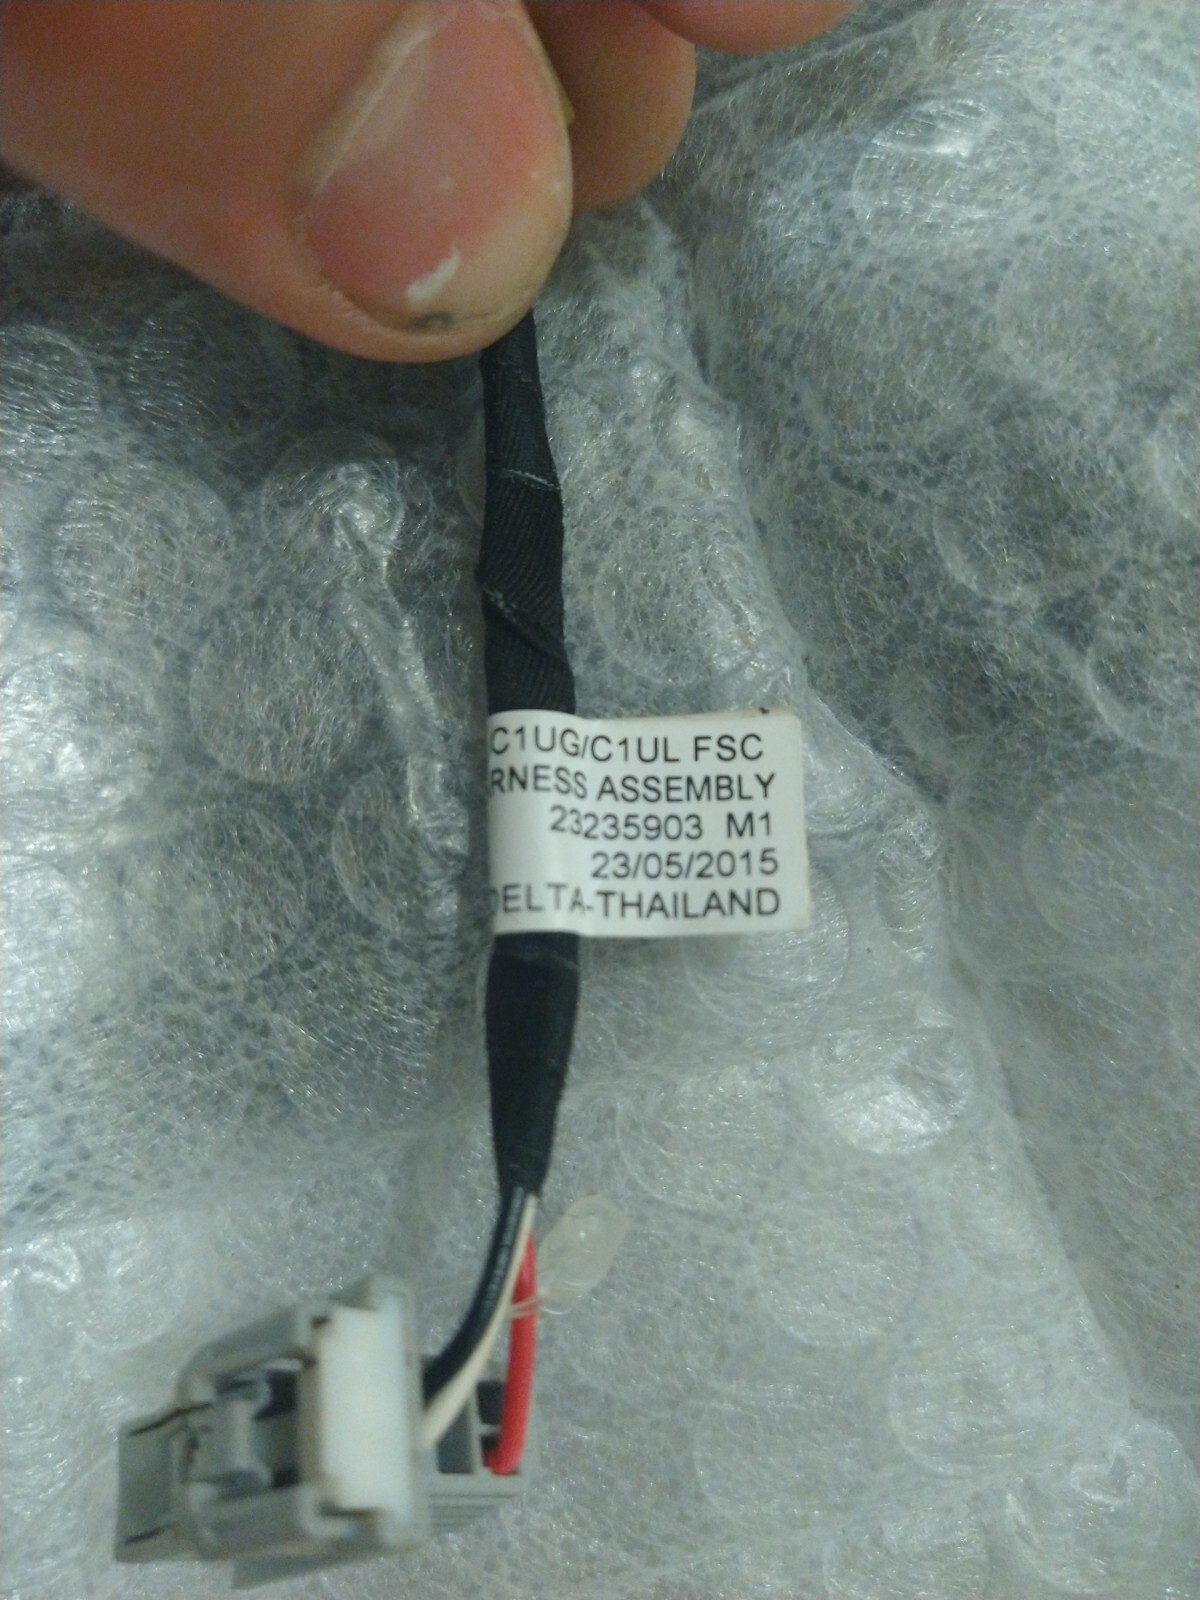 C1UG/C1UL FSC
RNESS ASSEMBLY
23235903 M1
23/05/2015
DELTA-THAILAND